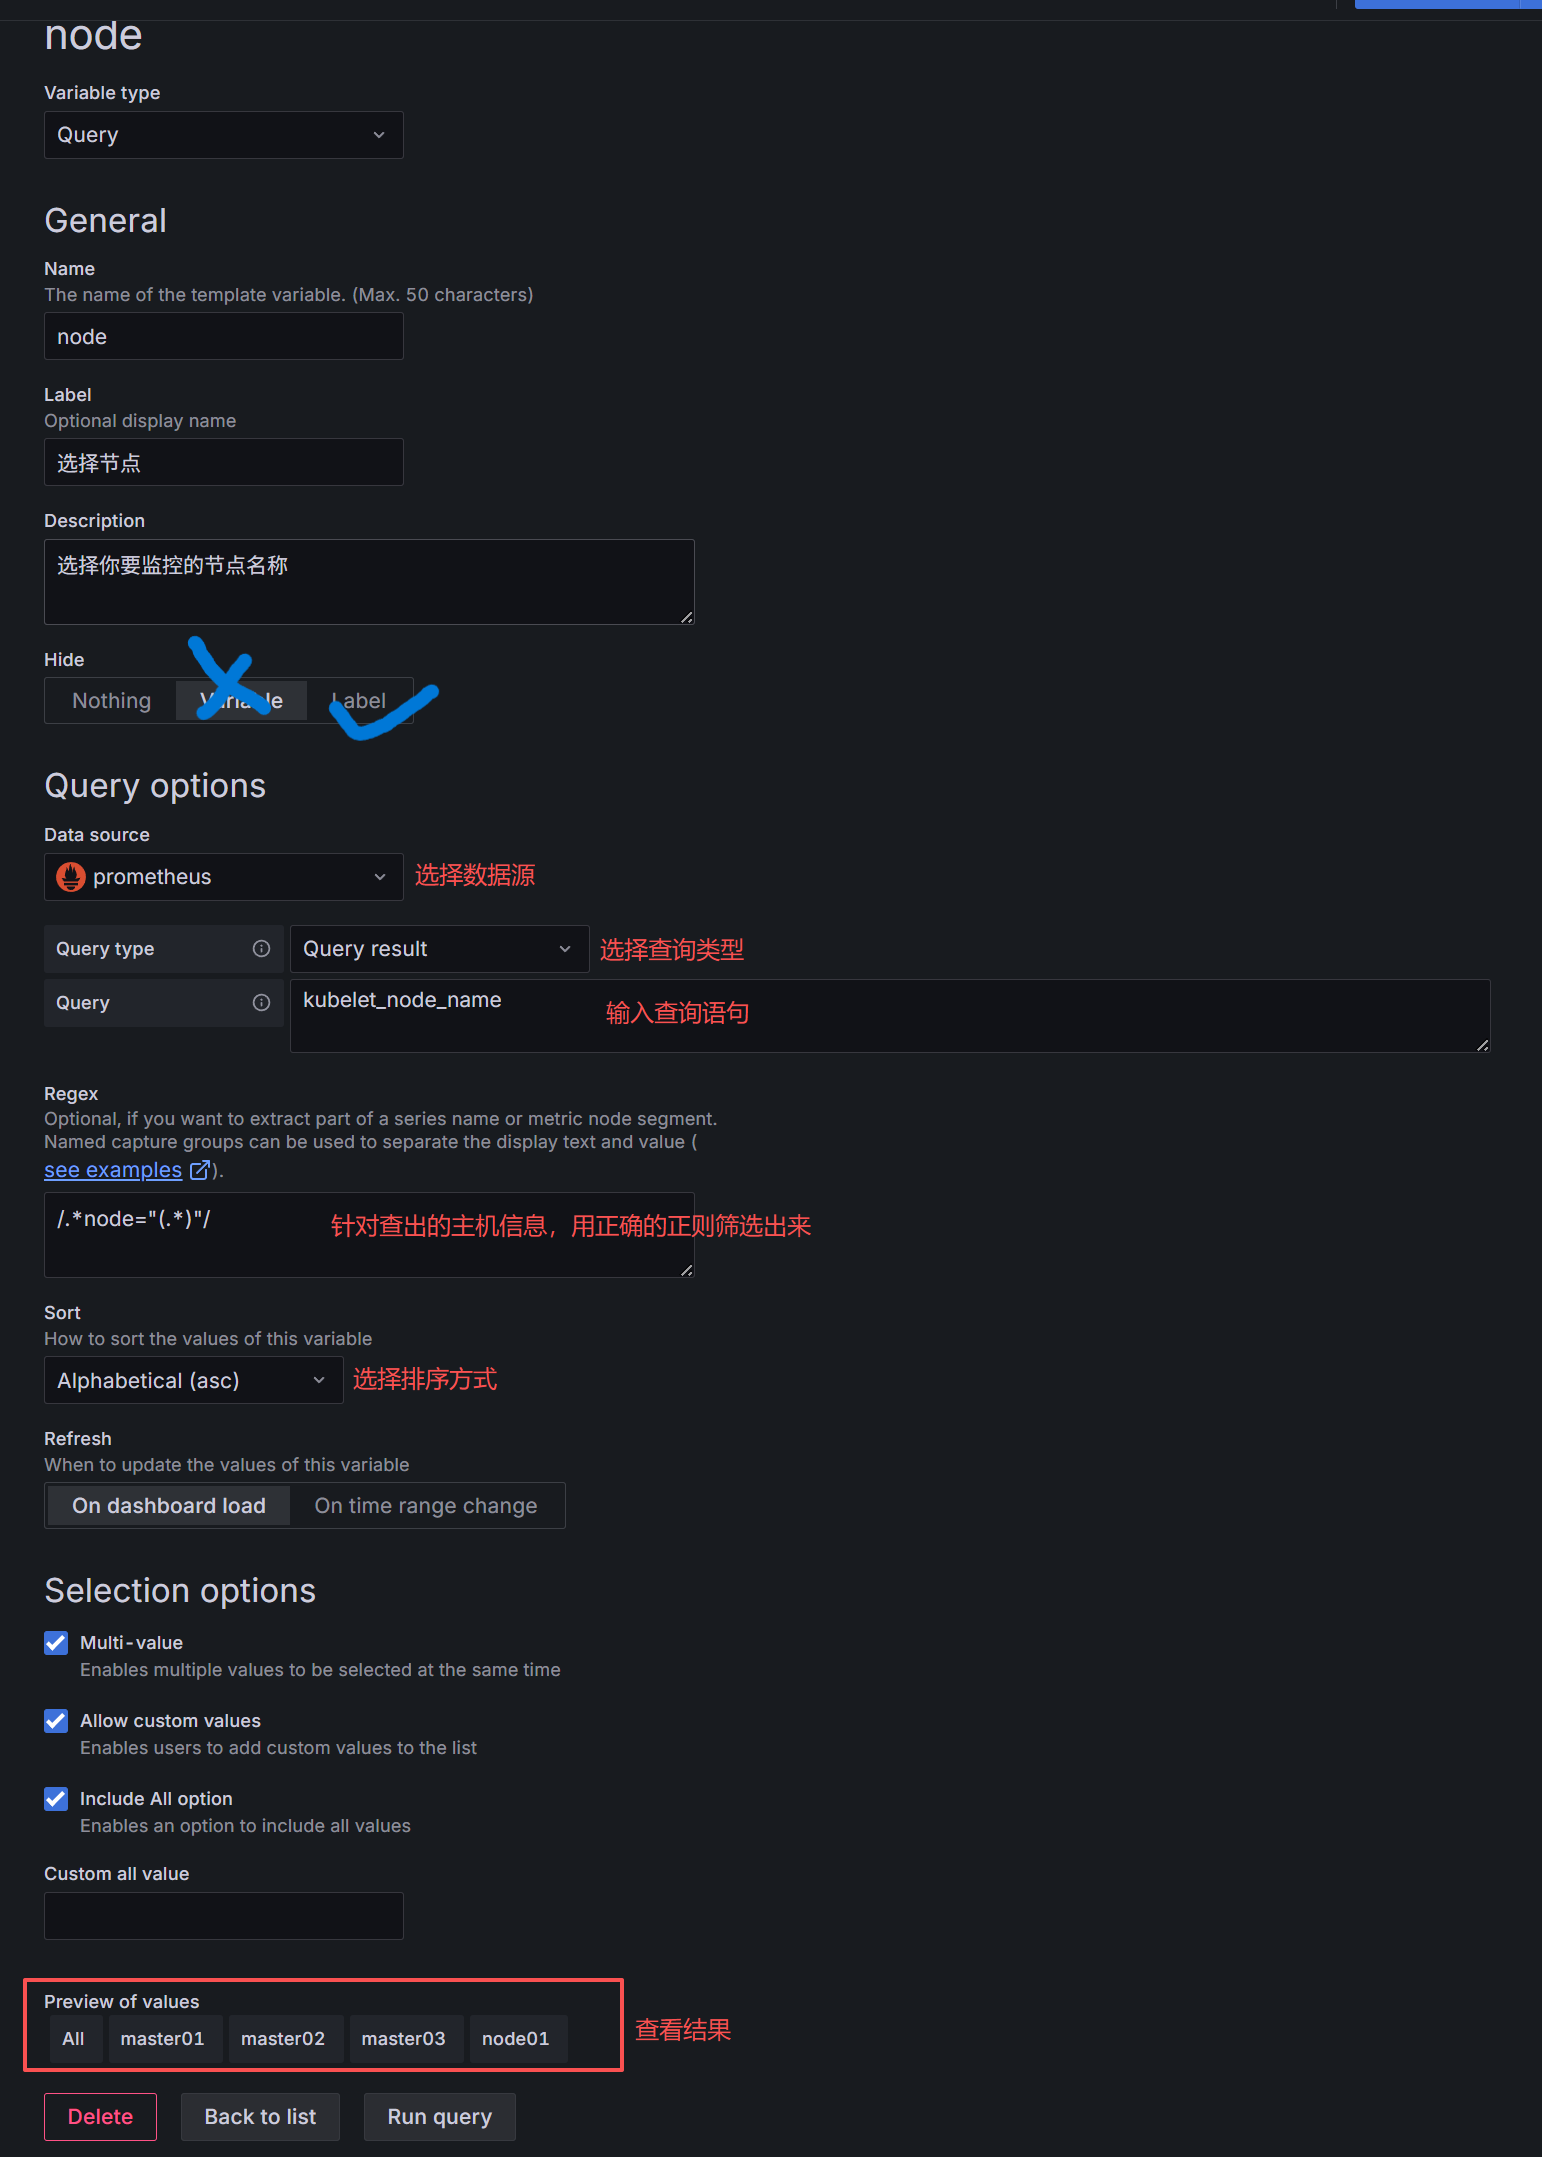 node
Variable type
Query
General
Name
The name of the template variable. (Max. 50 characters)
node
Label
Optional display name
选择节点
Description
选择你要监控的节点名称
Hide
Nothing Variable Label
Query options
Data source
prometheus 选择数据源
Query type Query result 选择查询类型
Query kubelet_node_name 输入查询语句
Regex
Optional, if you want to extract part of a series name or metric node segment.
Named capture groups can be used to separate the display text and value (
see examples ).
/.*node="(.*)"/ 针对查出的主机信息，用正确的正则筛选出来
Sort
How to sort the values of this variable
Alphabetical (asc) 选择排序方式
Refresh
When to update the values of this variable
On dashboard load On time range change
Selection options
Multi-value
Enables multiple values to be selected at the same time
Allow custom values
Enables users to add custom values to the list
Include All option
Enables an option to include all values
Custom all value
Preview of values
All master01 master02 master03 node01 查看结果
Delete Back to list Run query